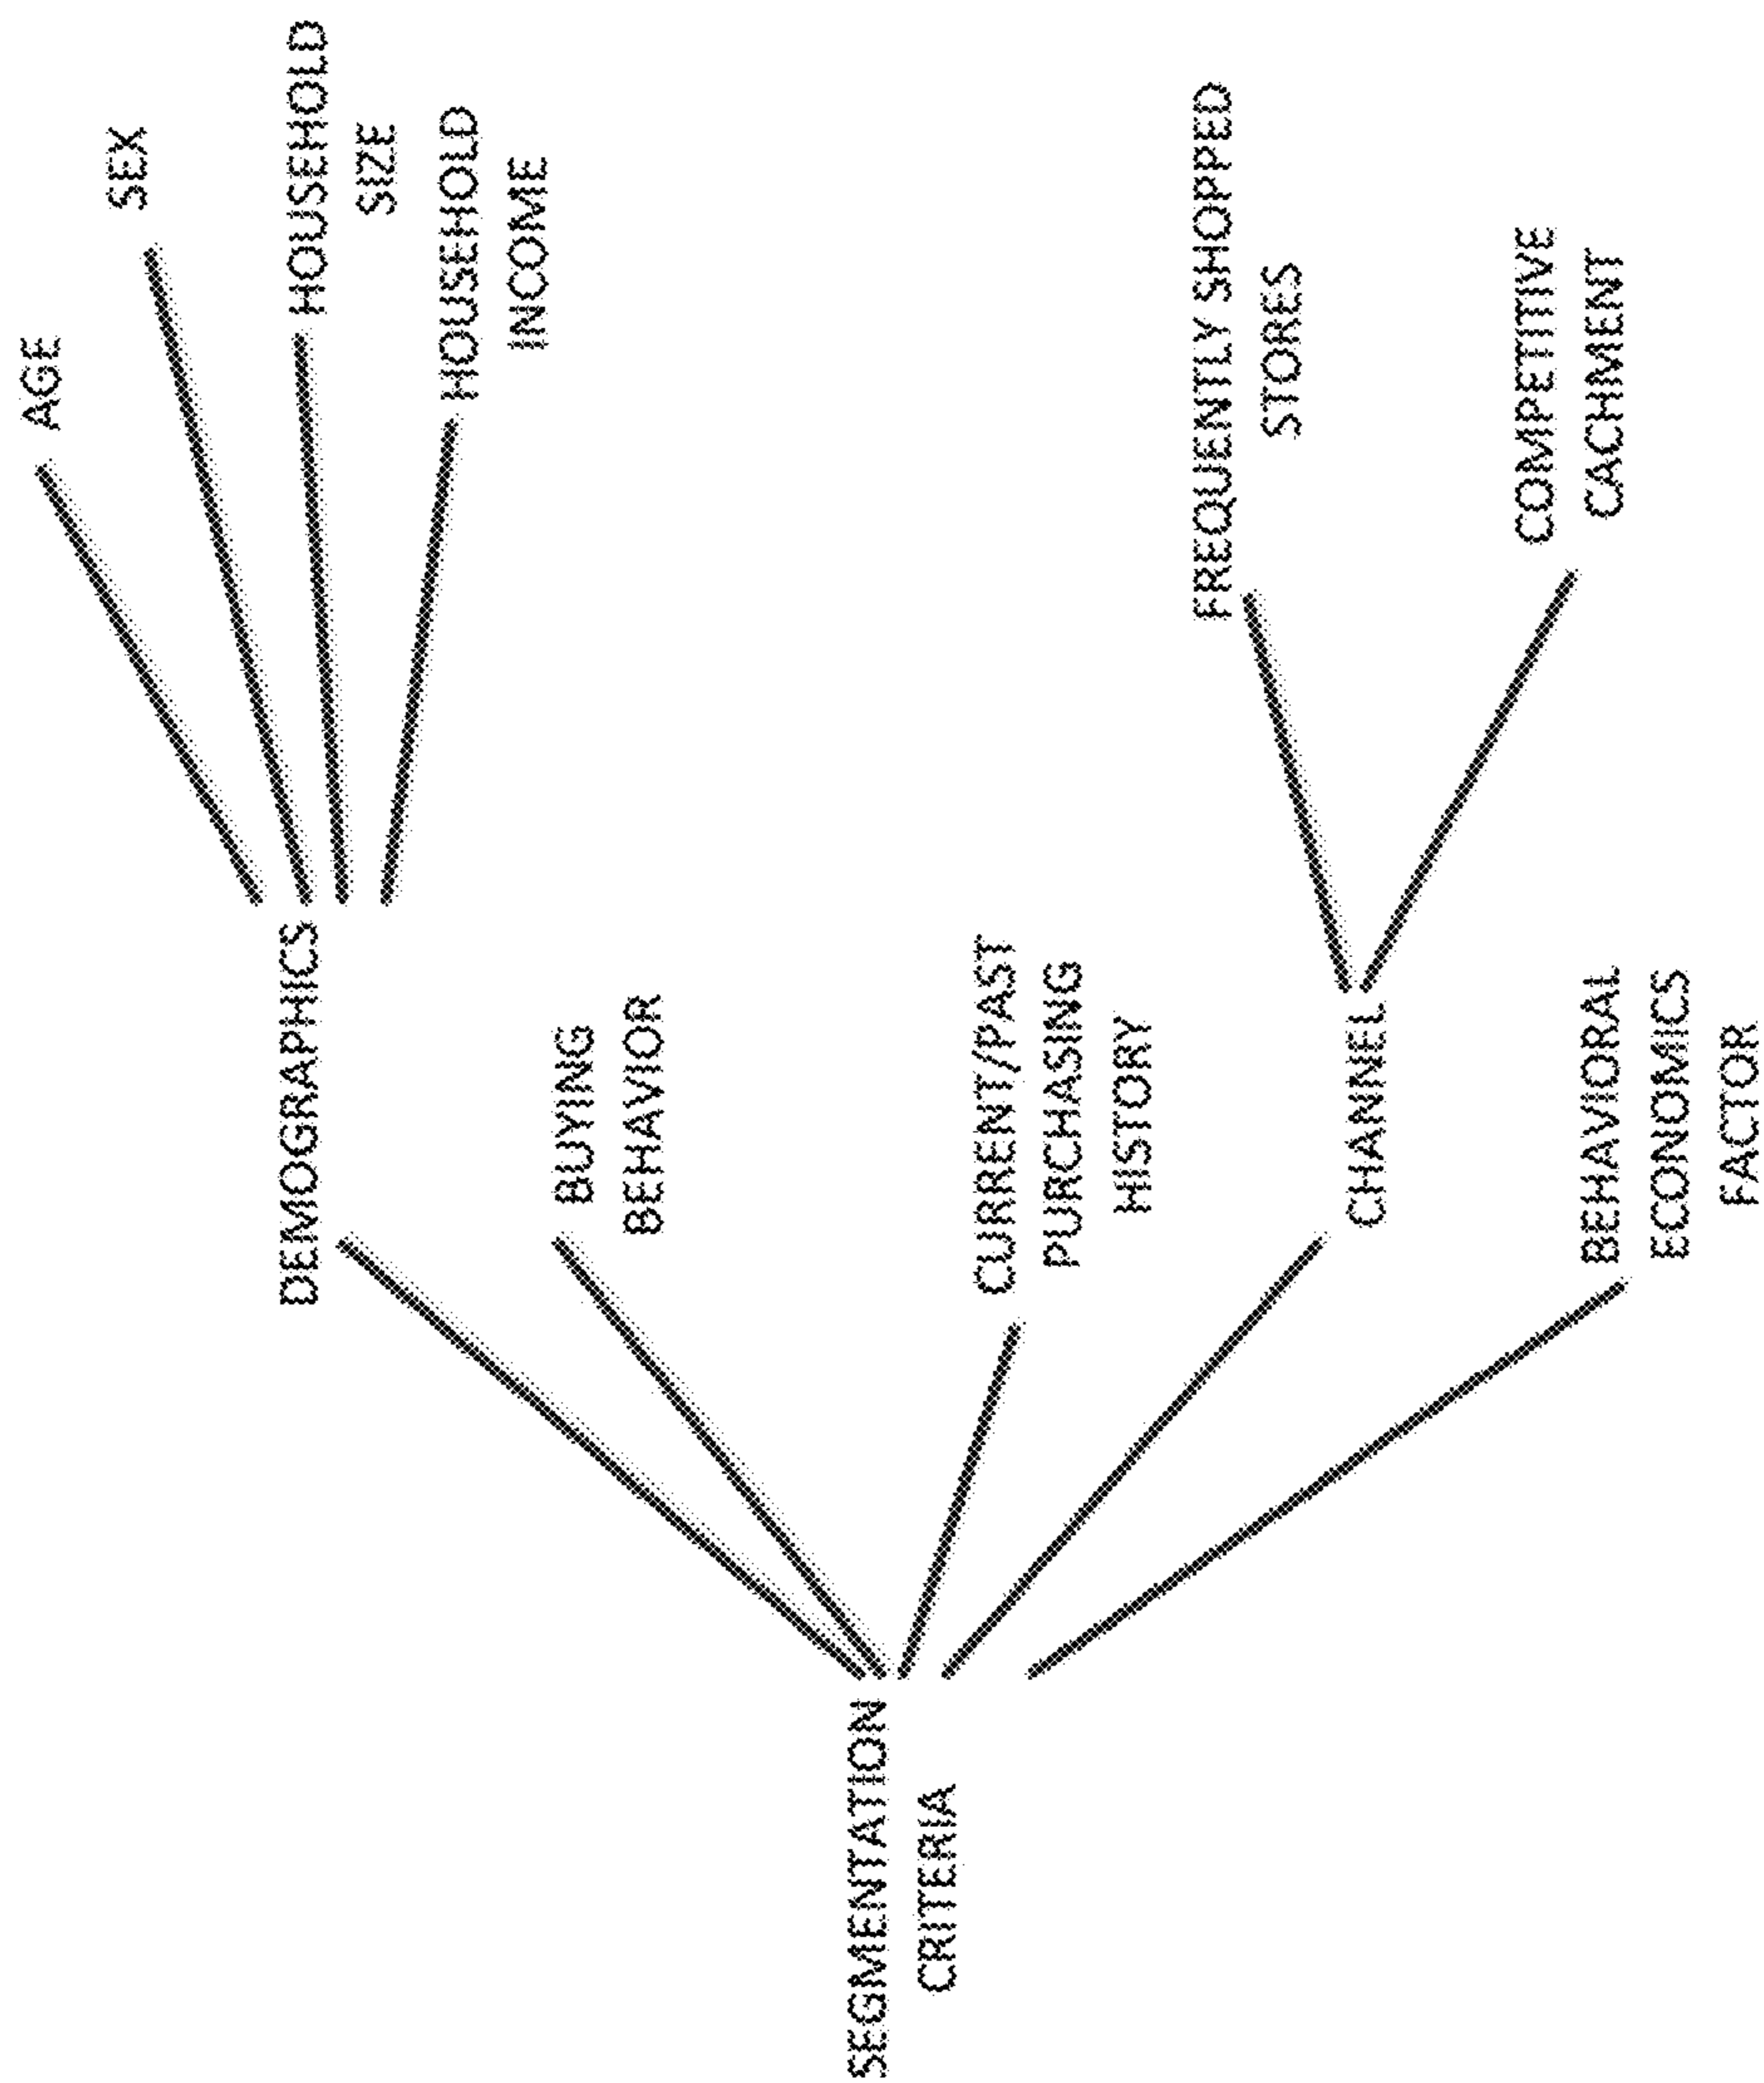 SEGMENTATION
CRITERIA
DEMOGRAPHICS
AGE
SEX
HOUSEHOLD
SIZE
HOUSEHOLD
INCOME
BUYING
BEHAVIOR
CURRENT/PAST
PURCHASING
HISTORY
CHANNEL
FREQUENTLY SHOPPED
STORES
COMPETITIVE
CACHMENT
BEHAVIORAL
ECONOMICS
FACTOR